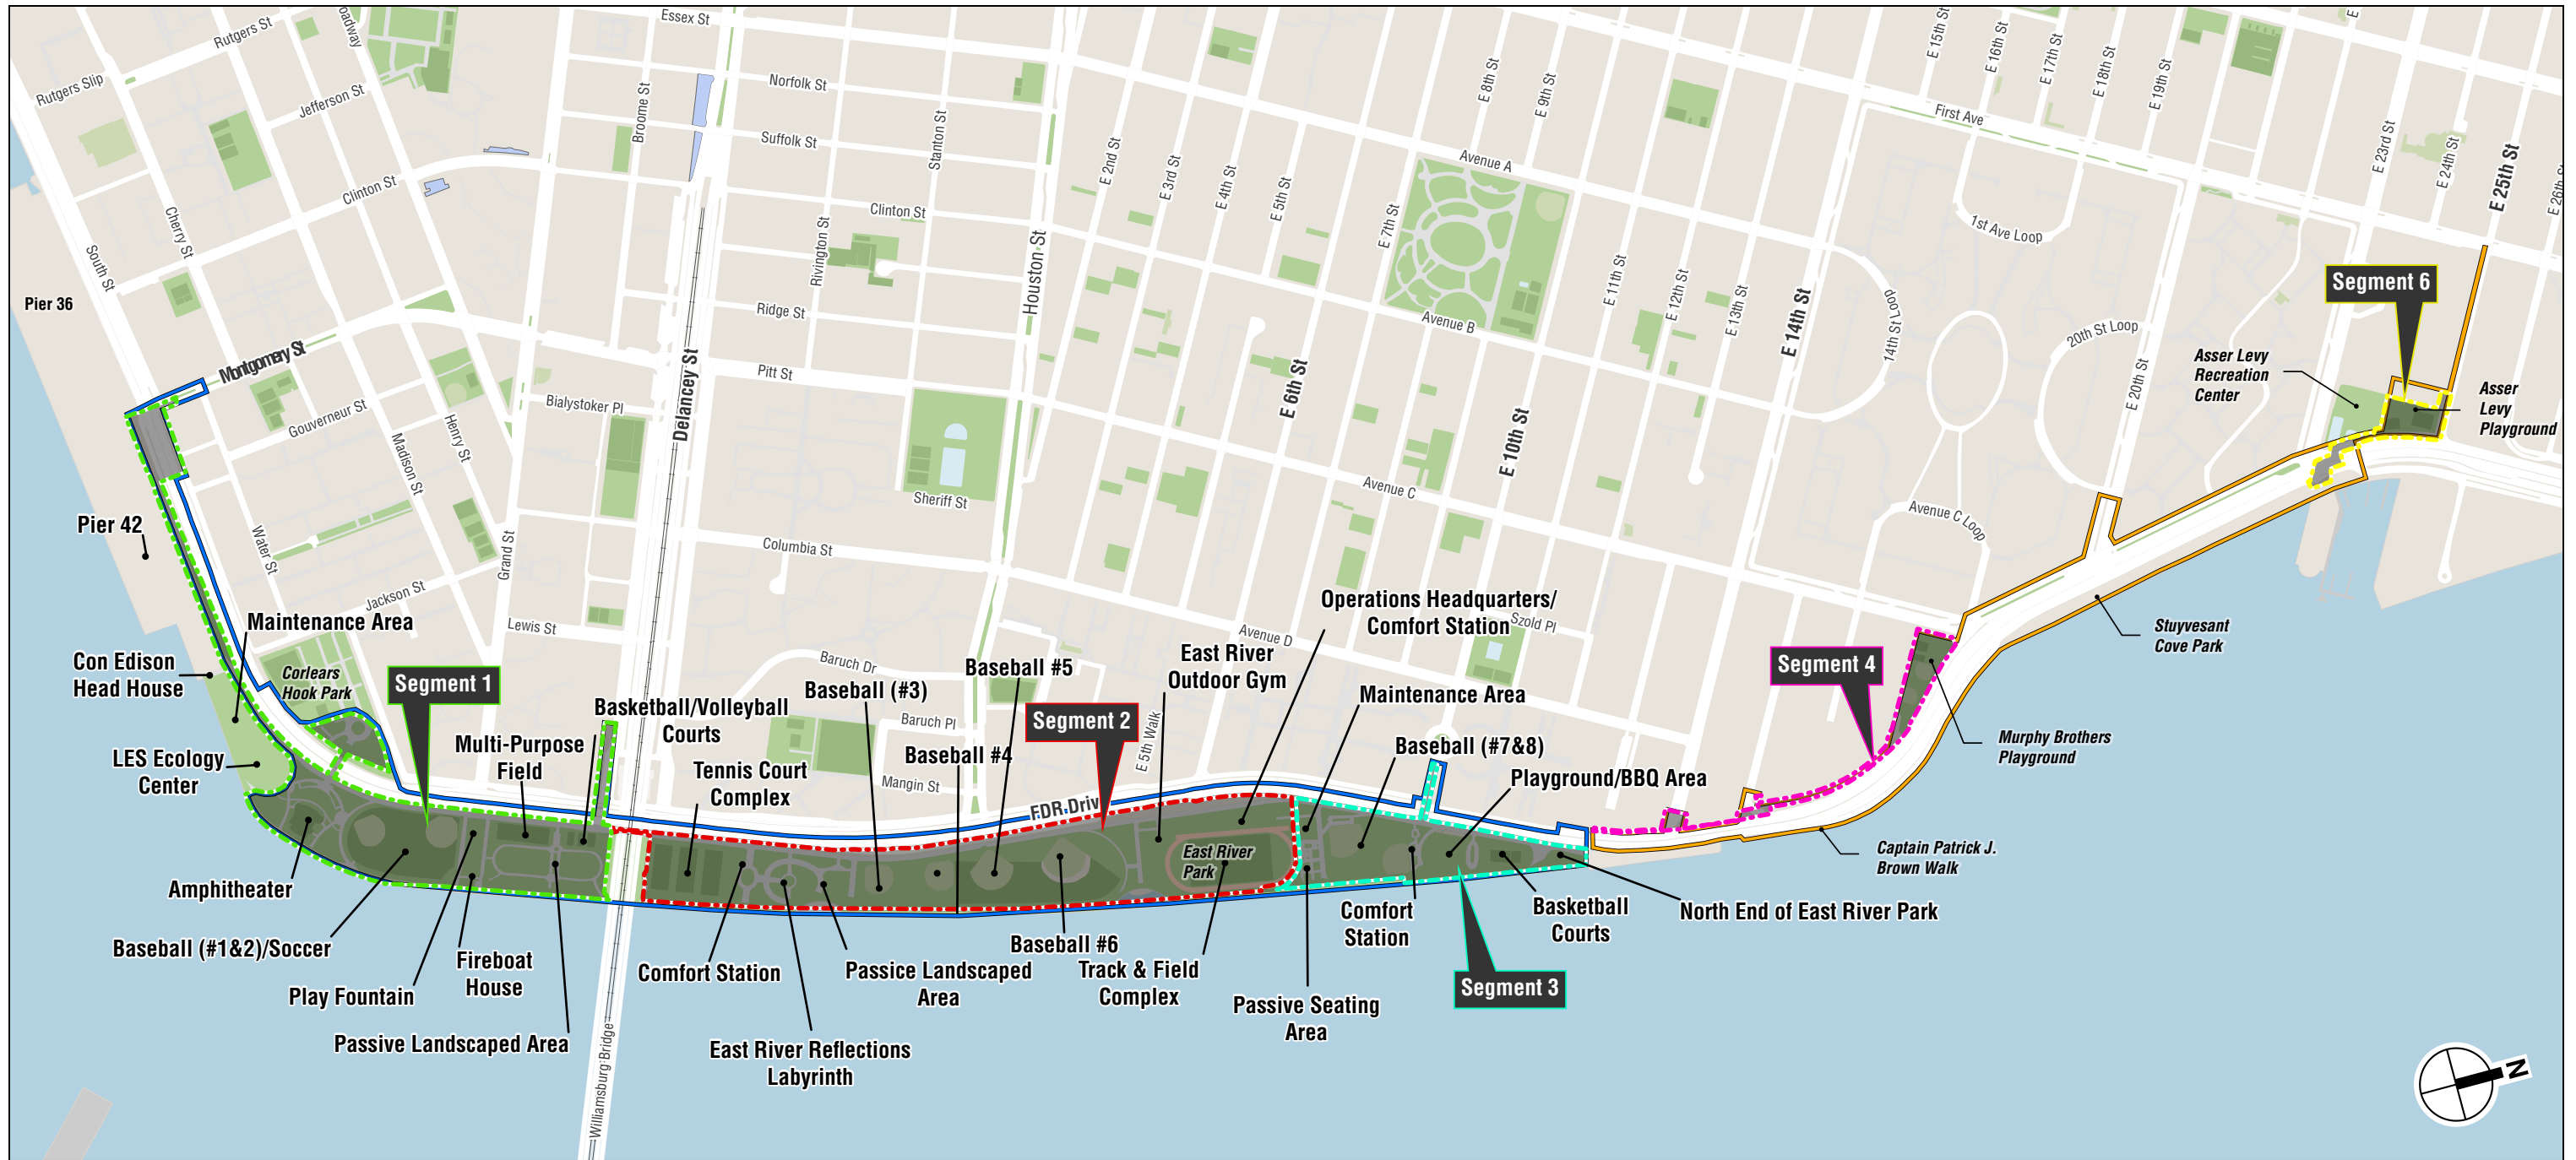 Essex St
Rutgers St
oadway
Rutgers Slip
Jefferson St
Broome St
Norfolk St
Suffolk St
Stanton St
Clinton St
Clinton St
Cherry St
South St
Pier 36
Rivington St
Ridge St
Houston St
Pitt St
Delancey St
Bialystoker Pl
Montgomery St
Gouverneur St
Madison St
Henry St
Sheriff St
Grand St
Columbia St
Water St
Jackson St
Lewis St
E 2nd St
E 3rd St
E 4th St
E 5th St
E 6th St
E 7th St
E 8th St
E 9th St
E 10th St
E 11th St
E 12th St
E 13th St
E 14th St
14th St Loop
E 15th St
E 16th St
E 17th St
E 18th St
E 19th St
E 20th St
20th St Loop
E
E 23rd St
E 24th St
E 25th St
E 26th St
First Ave
1st Ave Loop
Avenue A
Avenue B
Avenue C
Avenue C Loop
Avenue D
Szold Pl
Baruch Dr
Baruch Pl
Mangin St
E 5th Walk
FDR Driv
Williamsburg Bridge
Pier 42
Maintenance Area
Con Edison
Head House
Corlears
Hook Park
LES Ecology
Center
Segment 1
Multi-Purpose
Field
Basketball/Volleyball
Courts
Tennis Court
Complex
Baseball (#3)
Baseball #5
Baseball #4
Segment 2
East River
Outdoor Gym
Operations Headquarters/
Comfort Station
Maintenance Area
Baseball (#7&8)
Playground/BBQ Area
Segment 4
Segment 6
Asser Levy
Recreation
Center
Asser
Levy
Playground
Stuyvesant
Cove Park
Murphy Brothers
Playground
Captain Patrick J.
Brown Walk
East River
Park
Amphitheater
Baseball (#1&2)/Soccer
Play Fountain
Fireboat
House
Passive Landscaped Area
Comfort Station
East River Reflections
Labyrinth
Passice Landscaped
Area
Baseball #6
Track & Field
Complex
Passive Seating
Area
Comfort
Station
Segment 3
Basketball
Courts
North End of East River Park
N